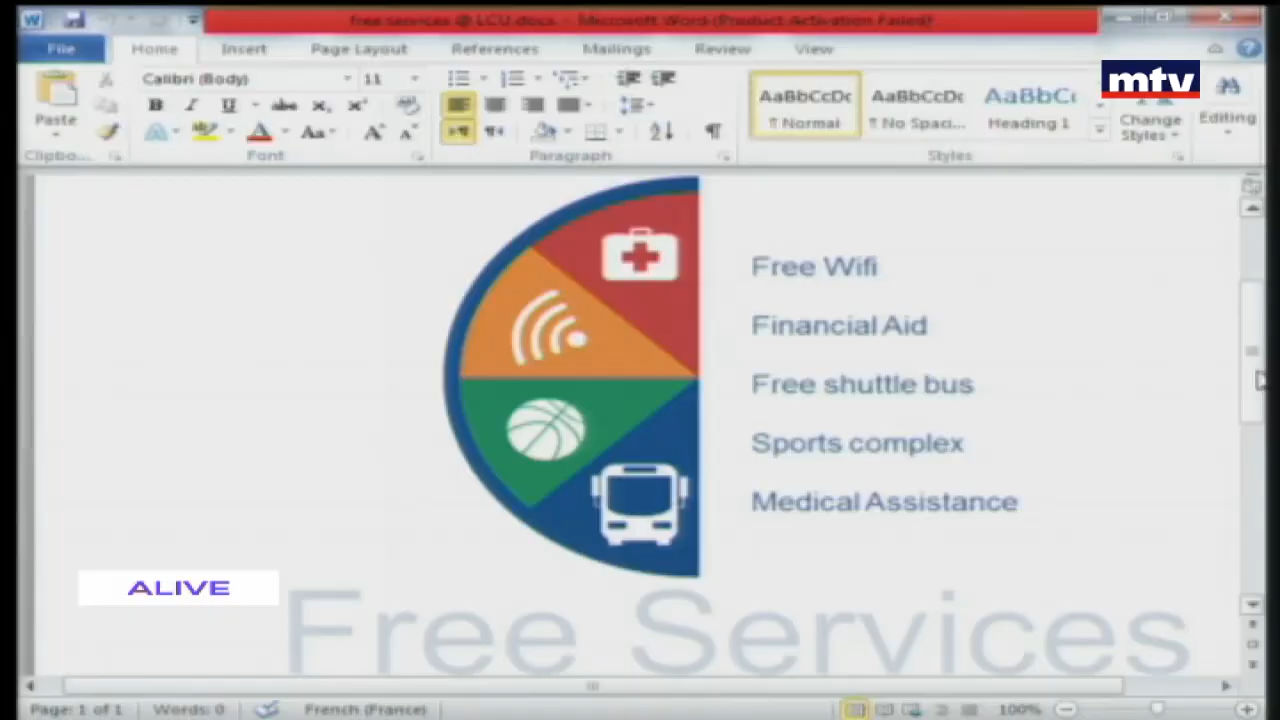 free services @ LCU.docx - Microsoft Word (Product Activation Failed)
File Home Insert Page Layout References Mailings Review View
mtv
Calibri (Body) 11
AaBbCcDc AaBbCcDc AaBbC
Paste
¶ Normal ¶ No Spaci... Heading 1
Change Styles
Editing
Clipbo... Font Paragraph Styles
Free Wifi
Financial Aid
Free shuttle bus
Sports complex
Medical Assistance
ALIVE
Free Services
Page: 1 of 1 Words: 0 French (France) 100%